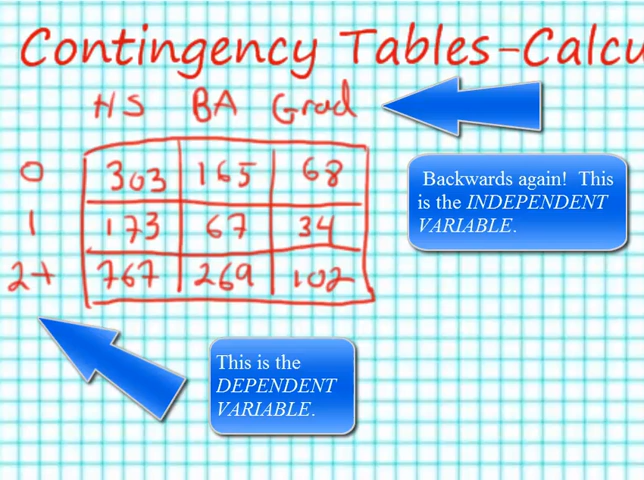 Contingency Tables-Calcu
HS BA Grad
0 303 165 68
1 173 67 34
2+ 767 269 102
Backwards again! This
is the INDEPENDENT
VARIABLE.
This is the
DEPENDENT
VARIABLE.